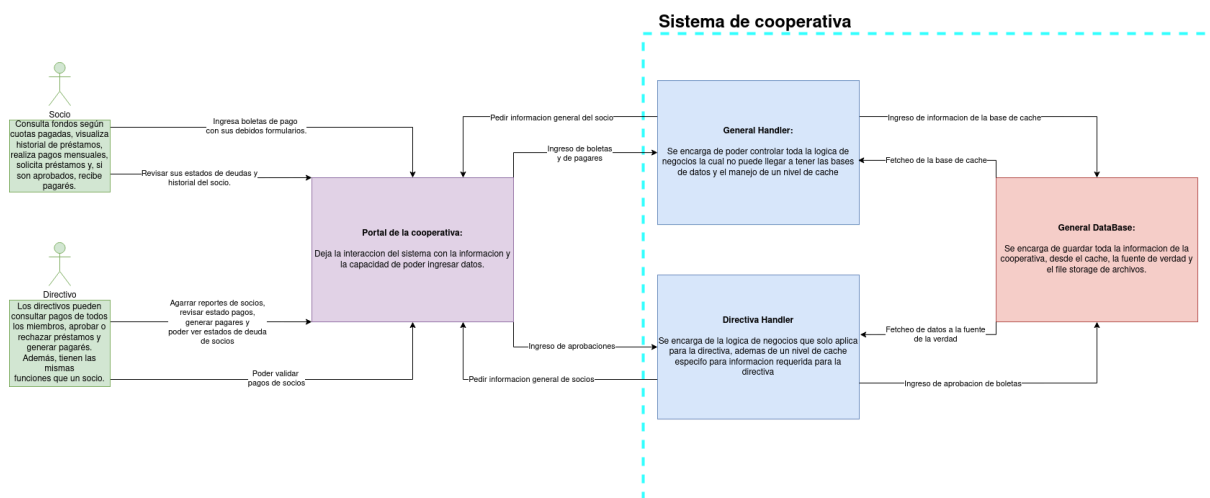 Sistema de cooperativa
Socio
Consulta fondos según
cuotas pagadas, visualiza
historial de préstamos,
realiza pagos mensuales,
solicita préstamos y, si
son aprobados, recibe
pagarés.
Ingresa boletas de pago
con sus debidos formularios.
Revisar sus estados de deudas y
historial del socio.
Directivo
Los directivos pueden
consultar pagos de todos
los miembros, aprobar o
rechazar préstamos y
generar pagarés.
Además, tienen las
mismas
funciones que un socio.
Agarrar reportes de socios,
revisar estado pagos,
generar pagares y
poder ver estados de deuda
de socios
Poder validar
pagos de socios
Portal de la cooperativa:
Deja la interaccion del sistema con la informacion y
la capacidad de poder ingresar datos.
Pedir informacion general del socio
Ingreso de boletas
y de pagares
Ingreso de aprobaciones
Pedir informacion general de socios
General Handler:
Se encarga de poder controlar toda la logica de
negocios la cual no puede llegar a tener las bases
de datos y el manejo de un nivel de cache
Directiva Handler
Se encarga de la logica de negocios que solo aplica
para la directiva, ademas de un nivel de cache
especifo para informacion requerida para la
directiva
Ingreso de informacion de la base de cache
Fetcheo de la base de cache
Fetcheo de datos a la fuente
de la verdad
Ingreso de aprobacion de boletas
General DataBase:
Se encarga de guardar toda la informacion de la
cooperativa, desde el cache, la fuente de verdad y
el file storage de archivos.